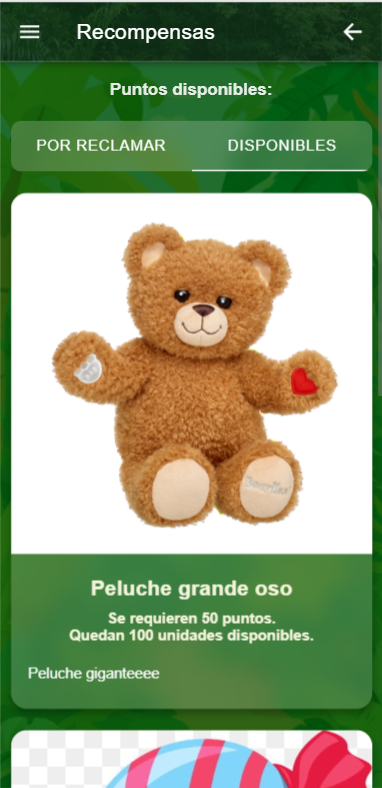 Recompensas
Puntos disponibles:
POR RECLAMAR
DISPONIBLES
Peluche grande oso
Se requieren 50 puntos.
Quedan 100 unidades disponibles.
Peluche giganteeee